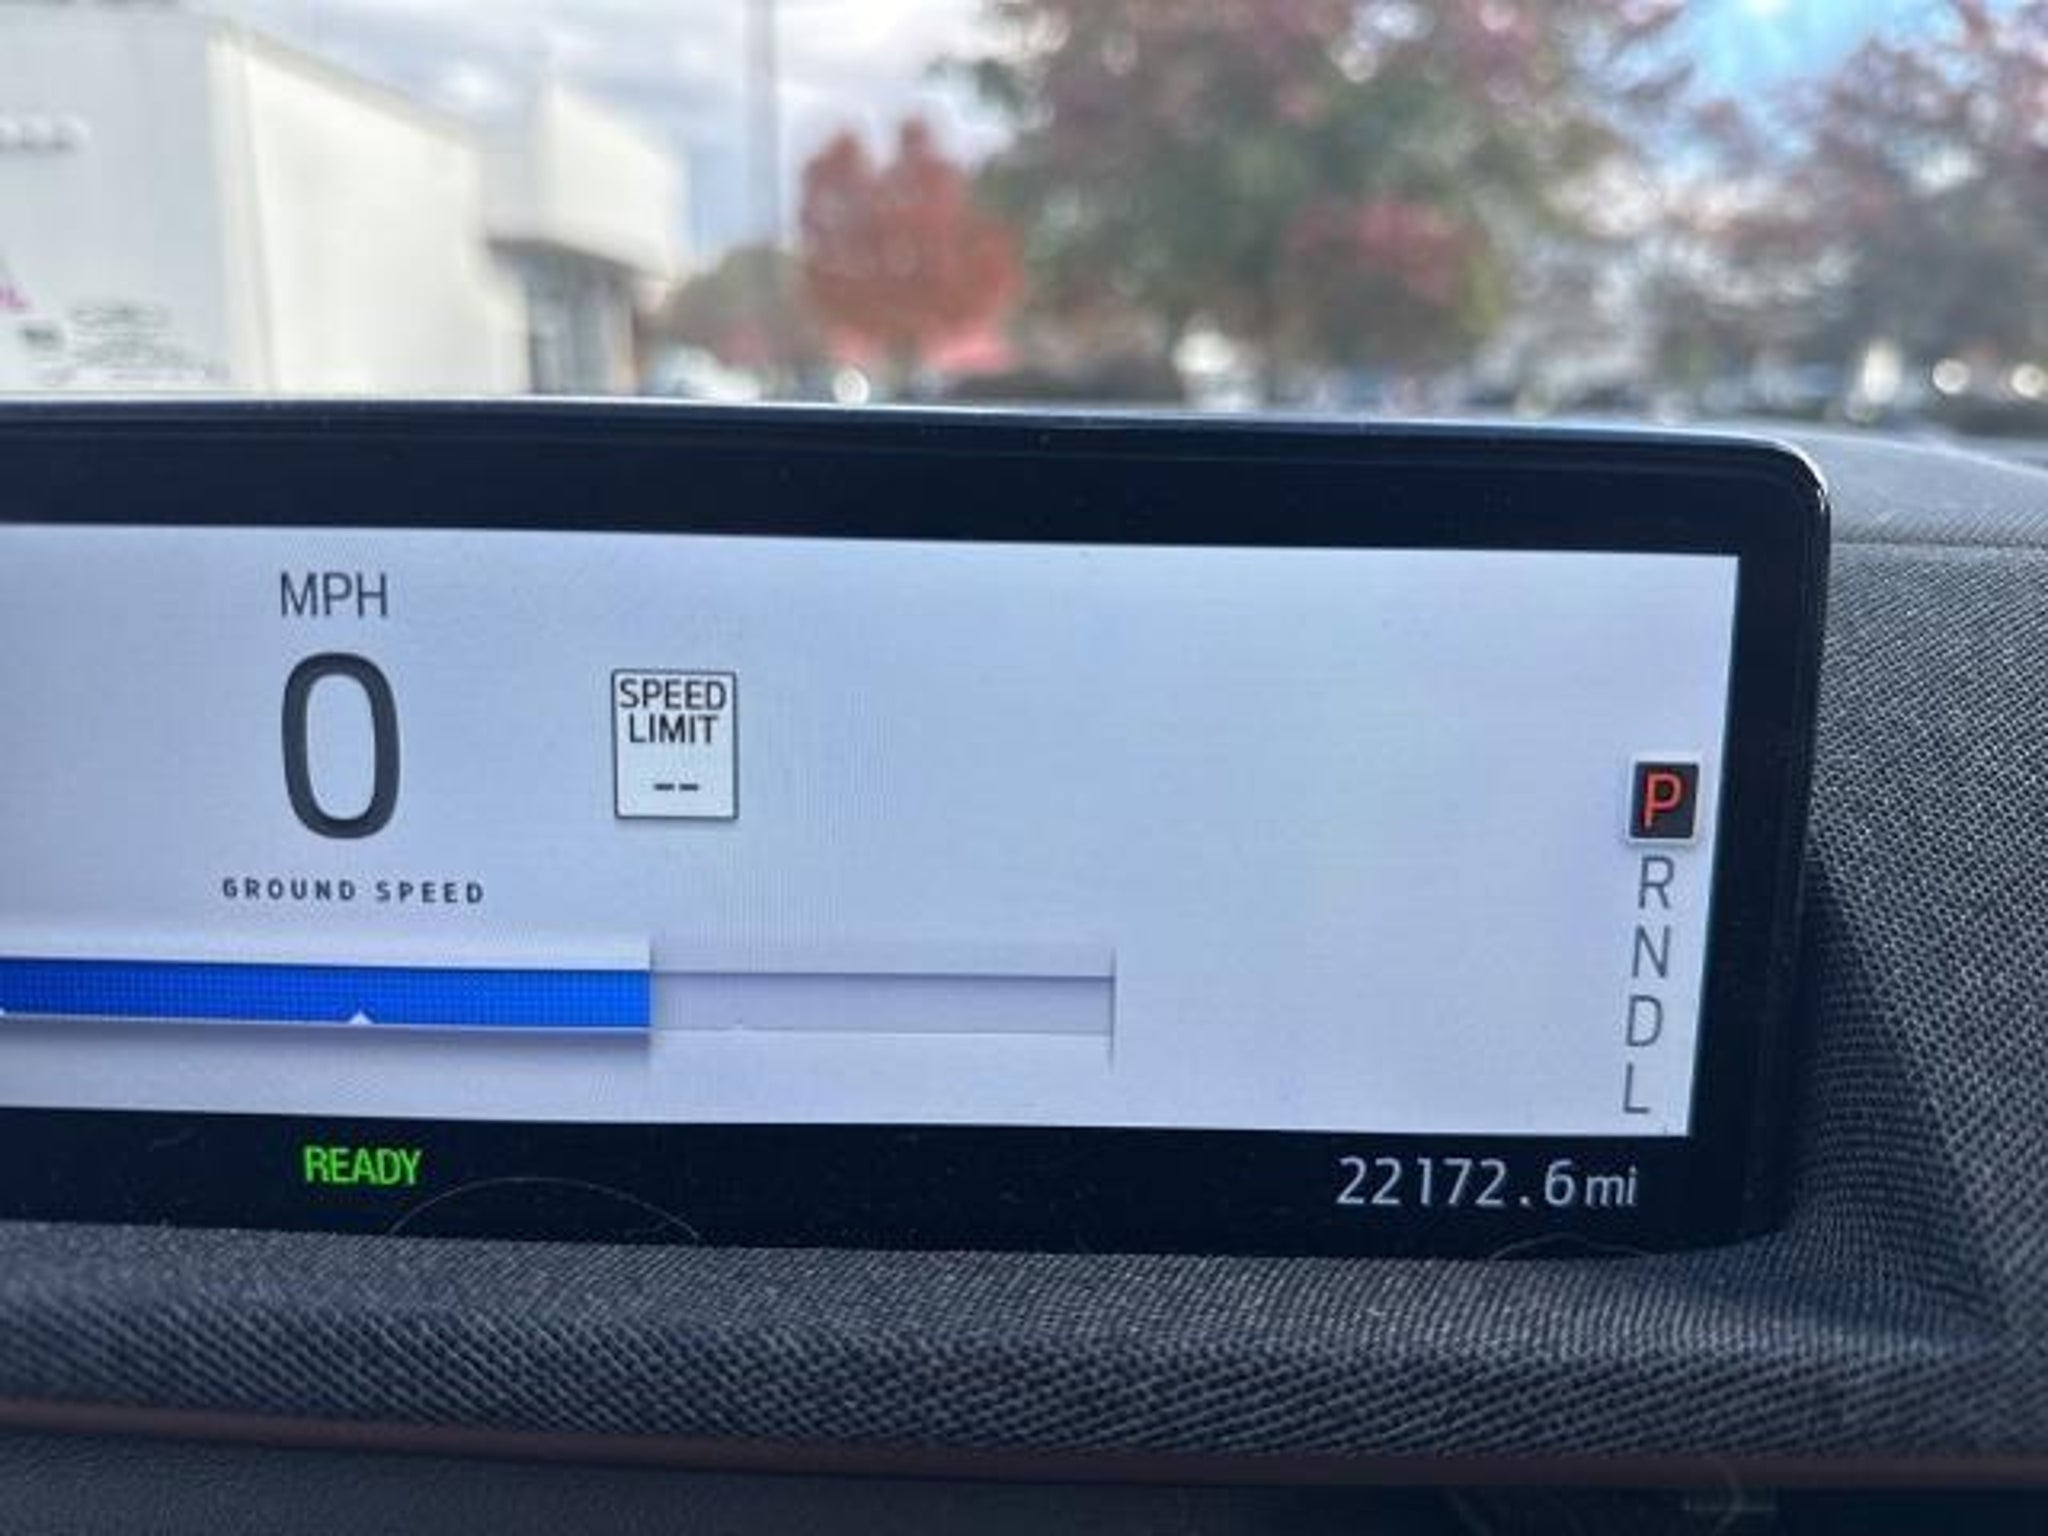 MPH
0
SPEED
LIMIT
--
GROUND SPEED
P
R
N
D
L
READY
22172.6mi